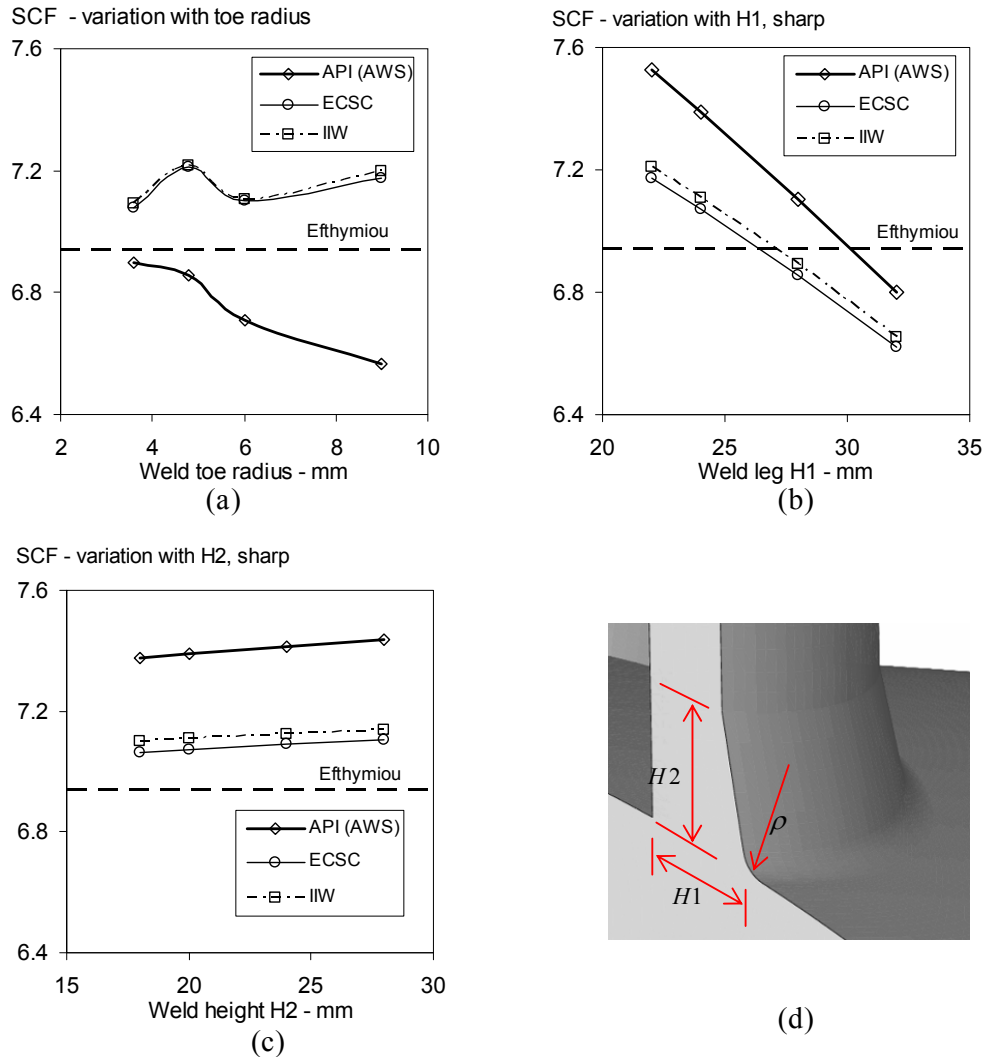 SCF - variation with toe radius
7.6
7.2
6.8
6.4
API (AWS)
ECSC
IIW
Efthymiou
2 4 6 8 10
Weld toe radius - mm
(a)
SCF - variation with H1, sharp
7.6
7.2
6.8
6.4
API (AWS)
ECSC
IIW
Efthymiou
20 25 30 35
Weld leg H1 - mm
(b)
SCF - variation with H2, sharp
7.6
7.2
6.8
6.4
Efthymiou
API (AWS)
ECSC
IIW
15 20 25 30
Weld height H2 - mm
(c)
H2
ρ
H1
(d)